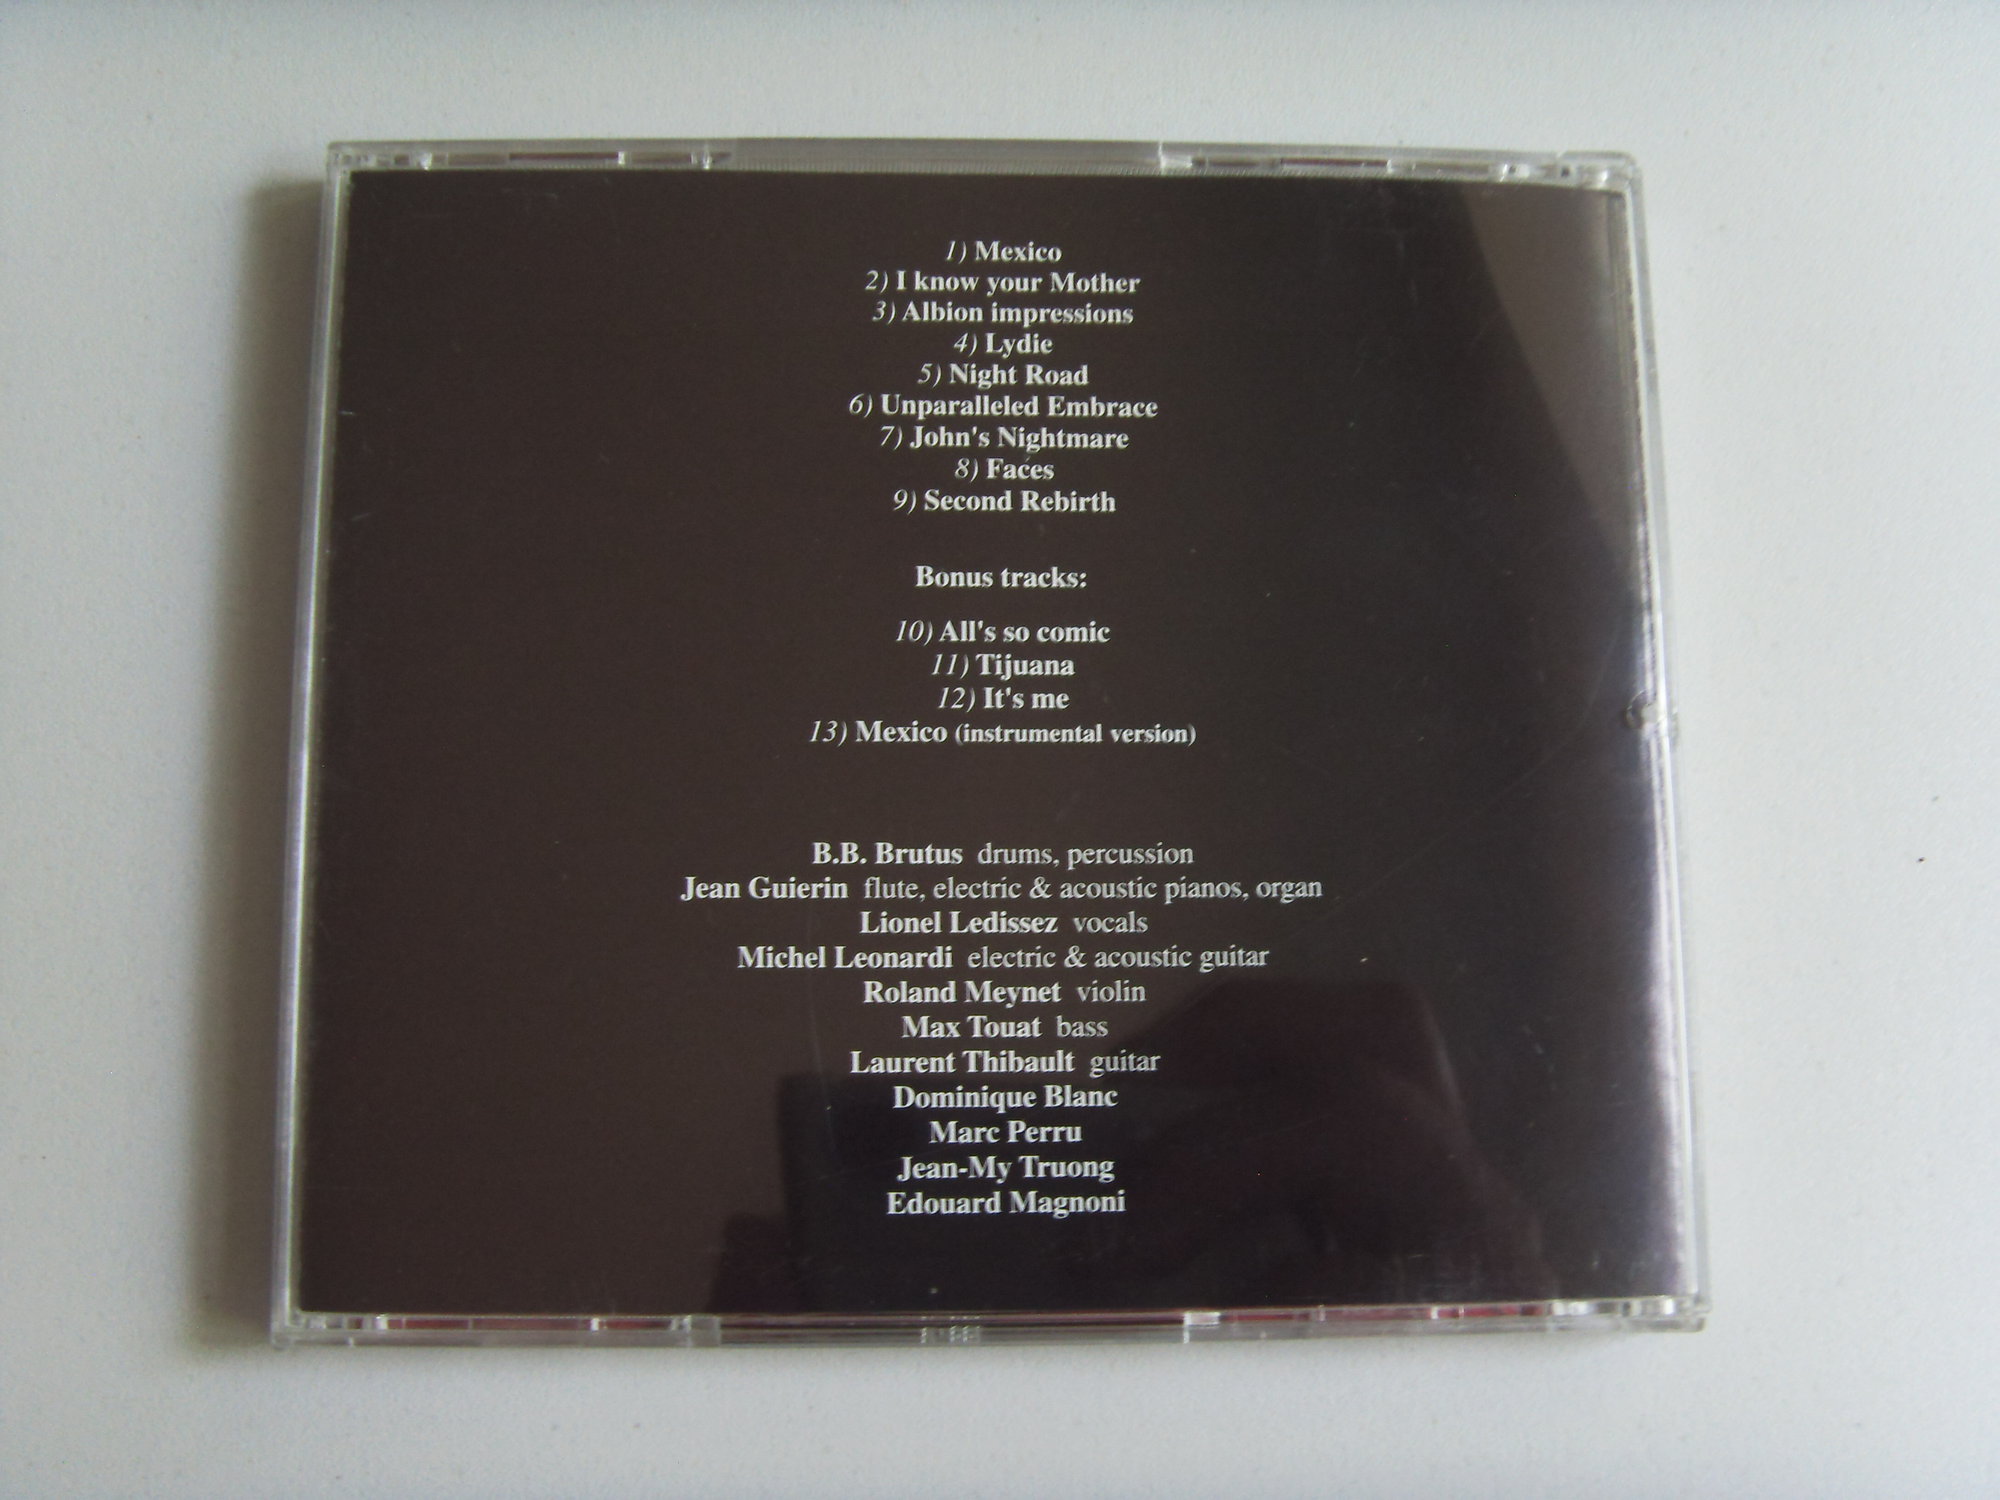 1) Mexico
2) I know your Mother
3) Albion impressions
4) Lydie
5) Night Road
6) Unparalleled Embrace
7) John's Nightmare
8) Faces
9) Second Rebirth
Bonus tracks:
10) All's so comic
11) Tijuana
12) It's me
13) Mexico (instrumental version)
B.B. Brutus drums, percussion
Jean Guierin flute, electric & acoustic pianos, organ
Lionel Ledissez vocals
Michel Leonardi electric & acoustic guitar
Roland Meynet violin
Max Touat bass
Laurent Thibault guitar
Dominique Blanc
Marc Perru
Jean-My Truong
Edouard Magnoni